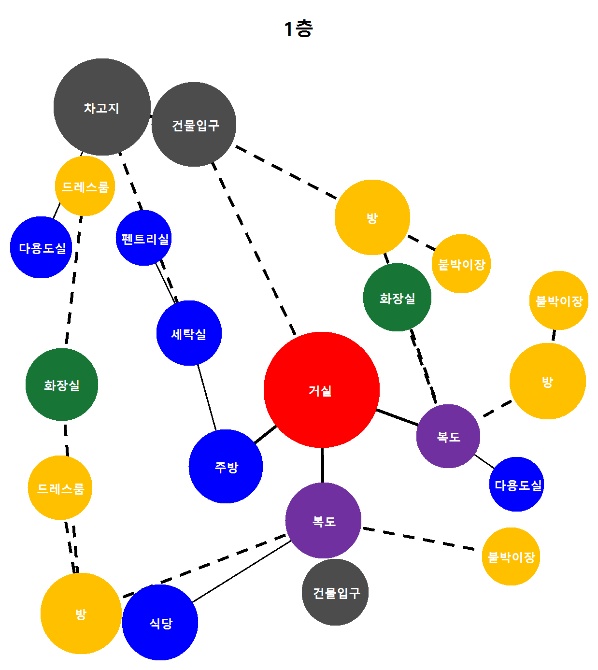 1층
차고지
건물입구
드레스룸
방
다용도실
펜트리실
붙박이장
화장실
붙박이장
세탁실
화장실
거실
방
복도
주방
드레스룸
다용도실
복도
붙박이장
건물입구
방
식당